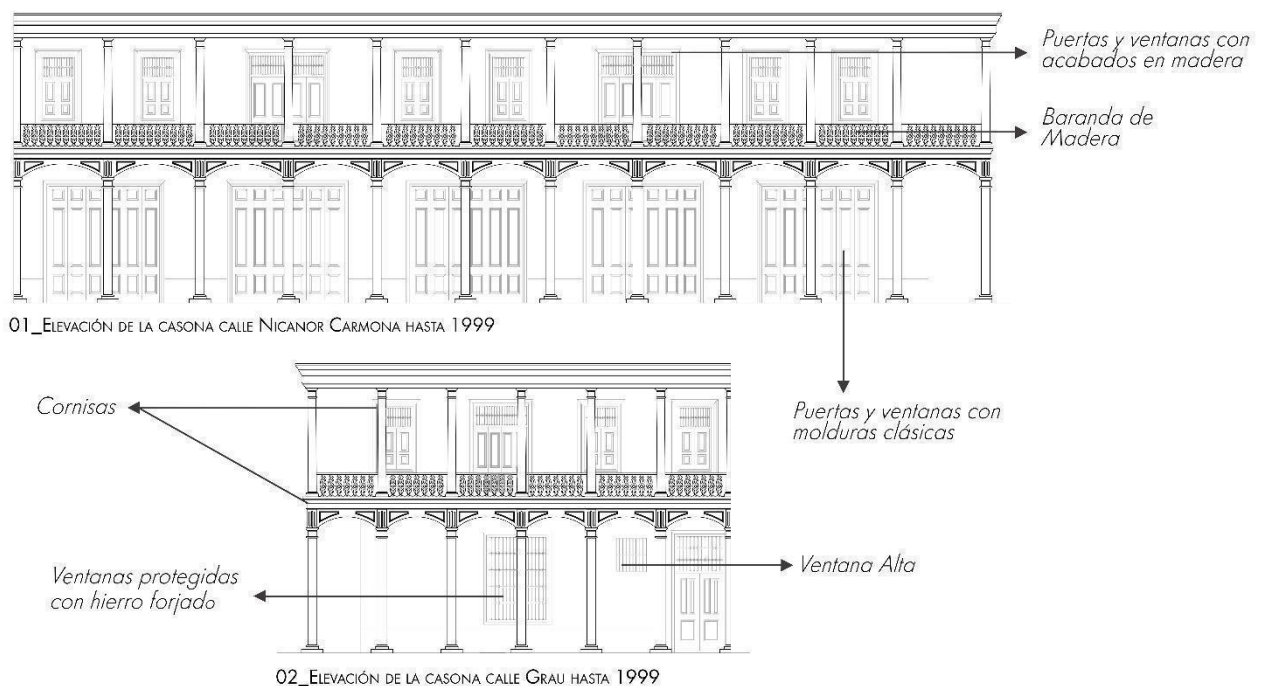 Puertas y ventanas con
acabados en madera
Baranda de
Madera
01_Elevación de la casona calle Nicanor Carmona hasta 1999
Cornisas
Puertas y ventanas con
molduras clásicas
Ventanas protegidas
con hierro forjado
Ventana Alta
02_Elevación de la casona calle Grau hasta 1999